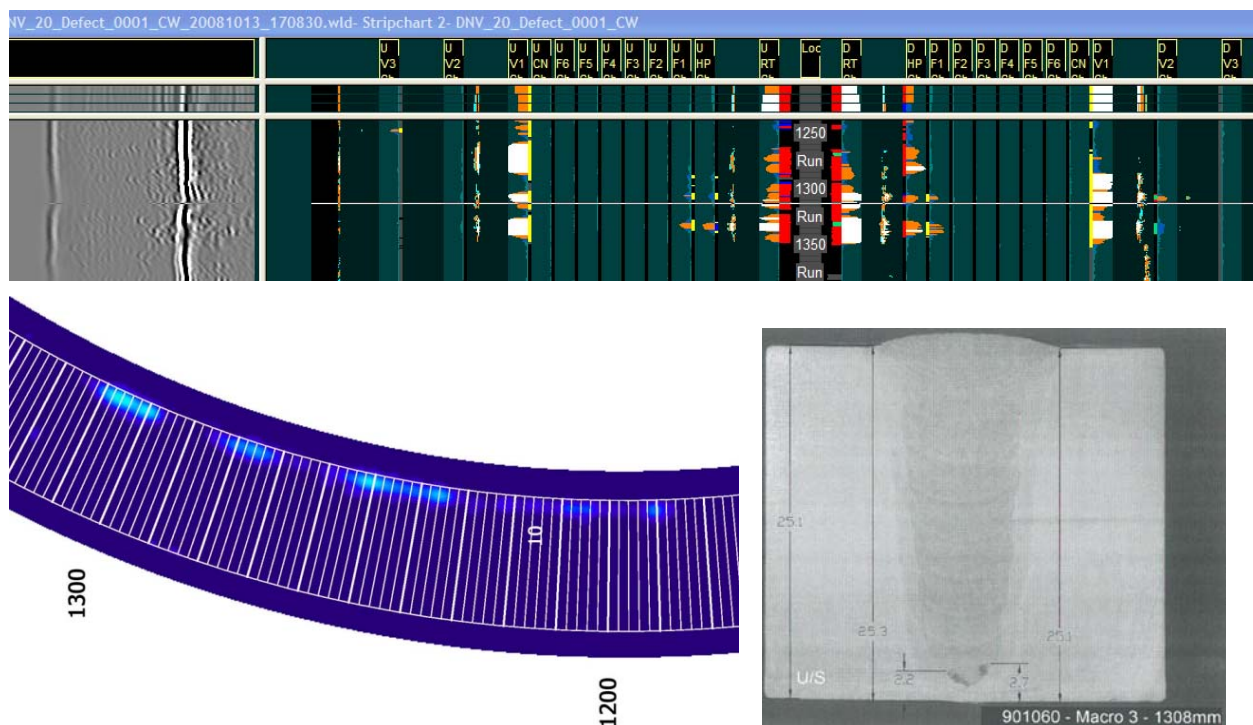 NV_20_Defect_0001_CW_20081013_170830.wld- Stripchart 2- DNV_20_Defect_0001_CW
U U U U U U U U U U U U Loc D D D D D D D D D D D D
V3 V2 V1 CN F6 F5 F4 F3 F2 F1 HP RT RT HP F1 F2 F3 F4 F5 F6 CN V1 V2 V3
1250
Run
1300
Run
1350
Run
10
1300
1200
25.1
25.3
25.1
2.2
2.7
U/S
901060 - Macro 3 - 1308mm